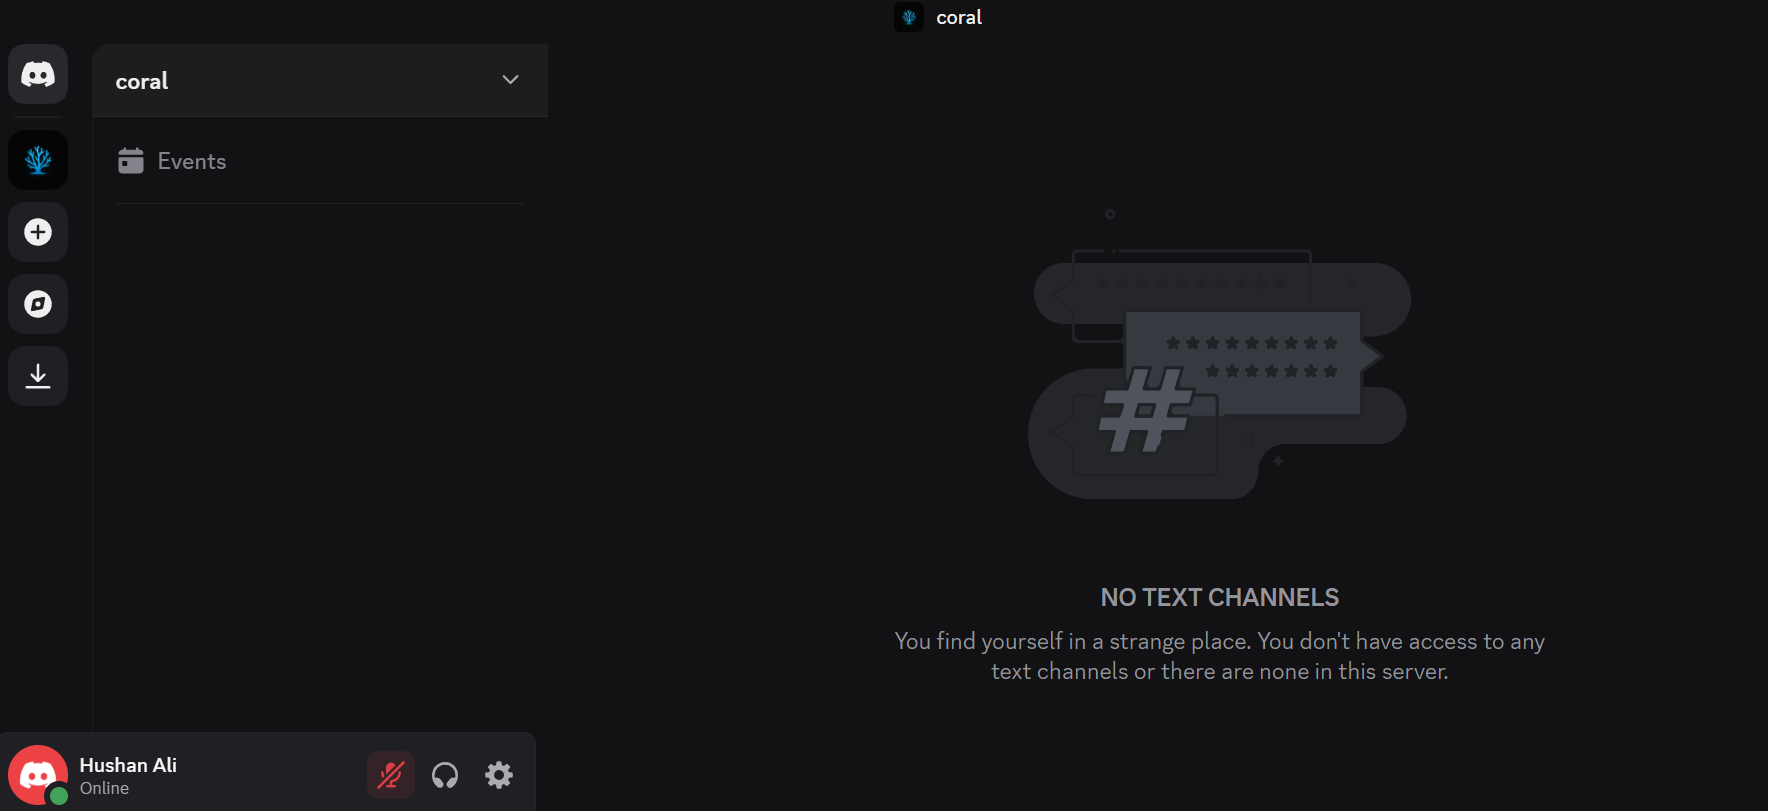 coral
coral
Events
NO TEXT CHANNELS
You find yourself in a strange place. You don't have access to any
text channels or there are none in this server.
Hushan Ali
Online